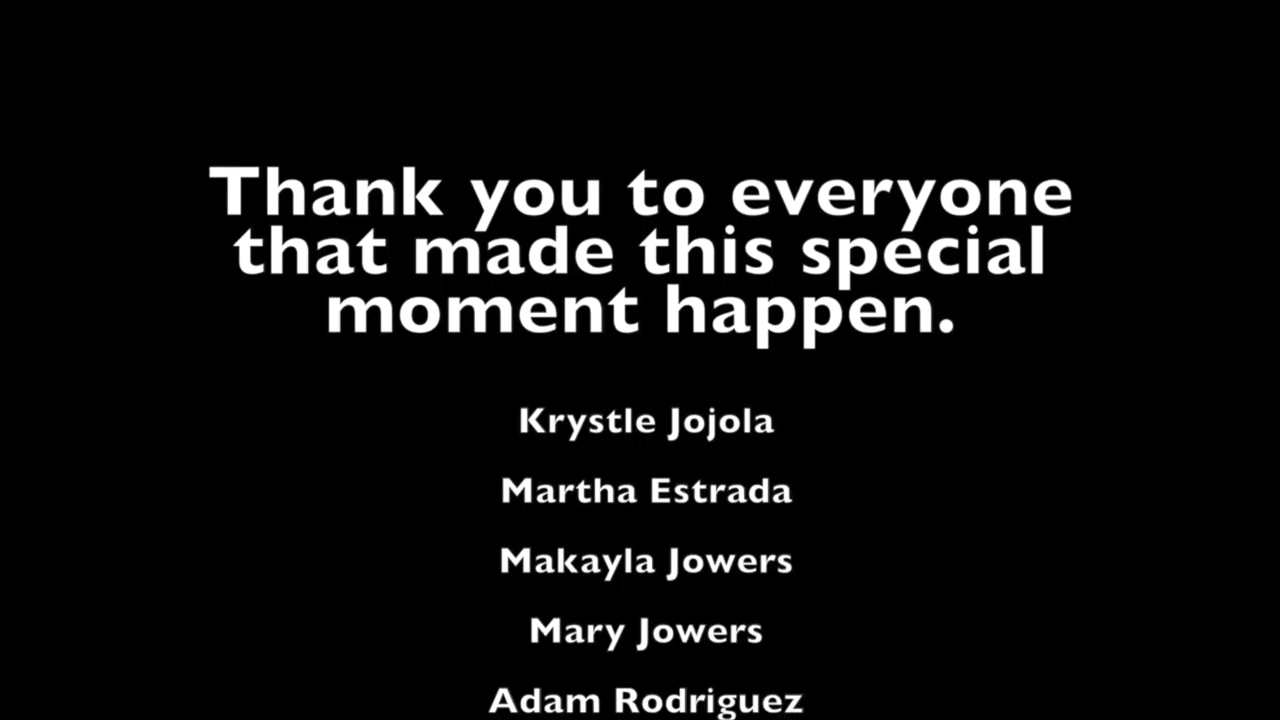 Thank you to everyone
that made this special
moment happen.
Krystle Jojola
Martha Estrada
Makayla Jowers
Mary Jowers
Adam Rodriguez